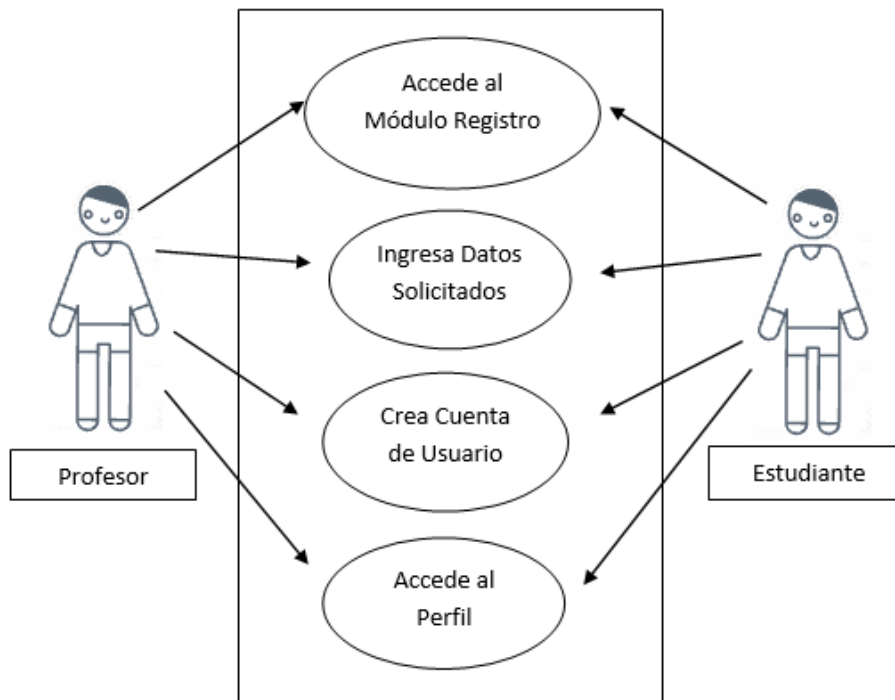 Accede al
Módulo Registro
Ingresa Datos
Solicitados
Crea Cuenta
de Usuario
Profesor
Estudiante
Accede al
Perfil